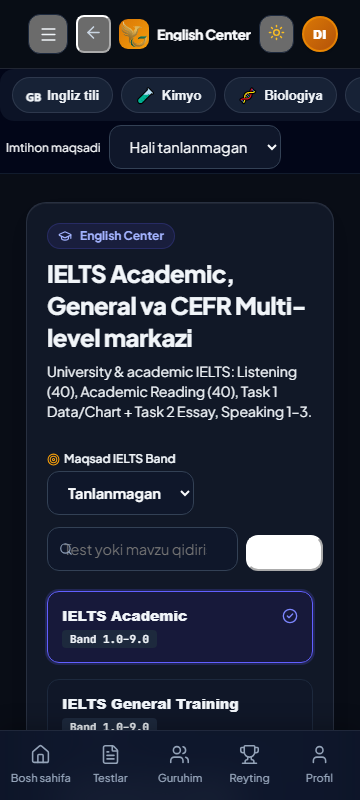 English Center
DI
GB Ingliz tili
Kimyo
Biologiya
Imtihon maqsadi
Hali tanlanmagan
English Center
IELTS Academic,
General va CEFR Multi-
level markazi
University & academic IELTS: Listening
(40), Academic Reading (40), Task 1
Data/Chart + Task 2 Essay, Speaking 1–3.
Maqsad IELTS Band
Tanlanmagan
Test yoki mavzu qidiri
IELTS Academic
Band 1.0–9.0
IELTS General Training
Band 1.0–9.0
Bosh sahifa
Testlar
Guruhim
Reyting
Profil